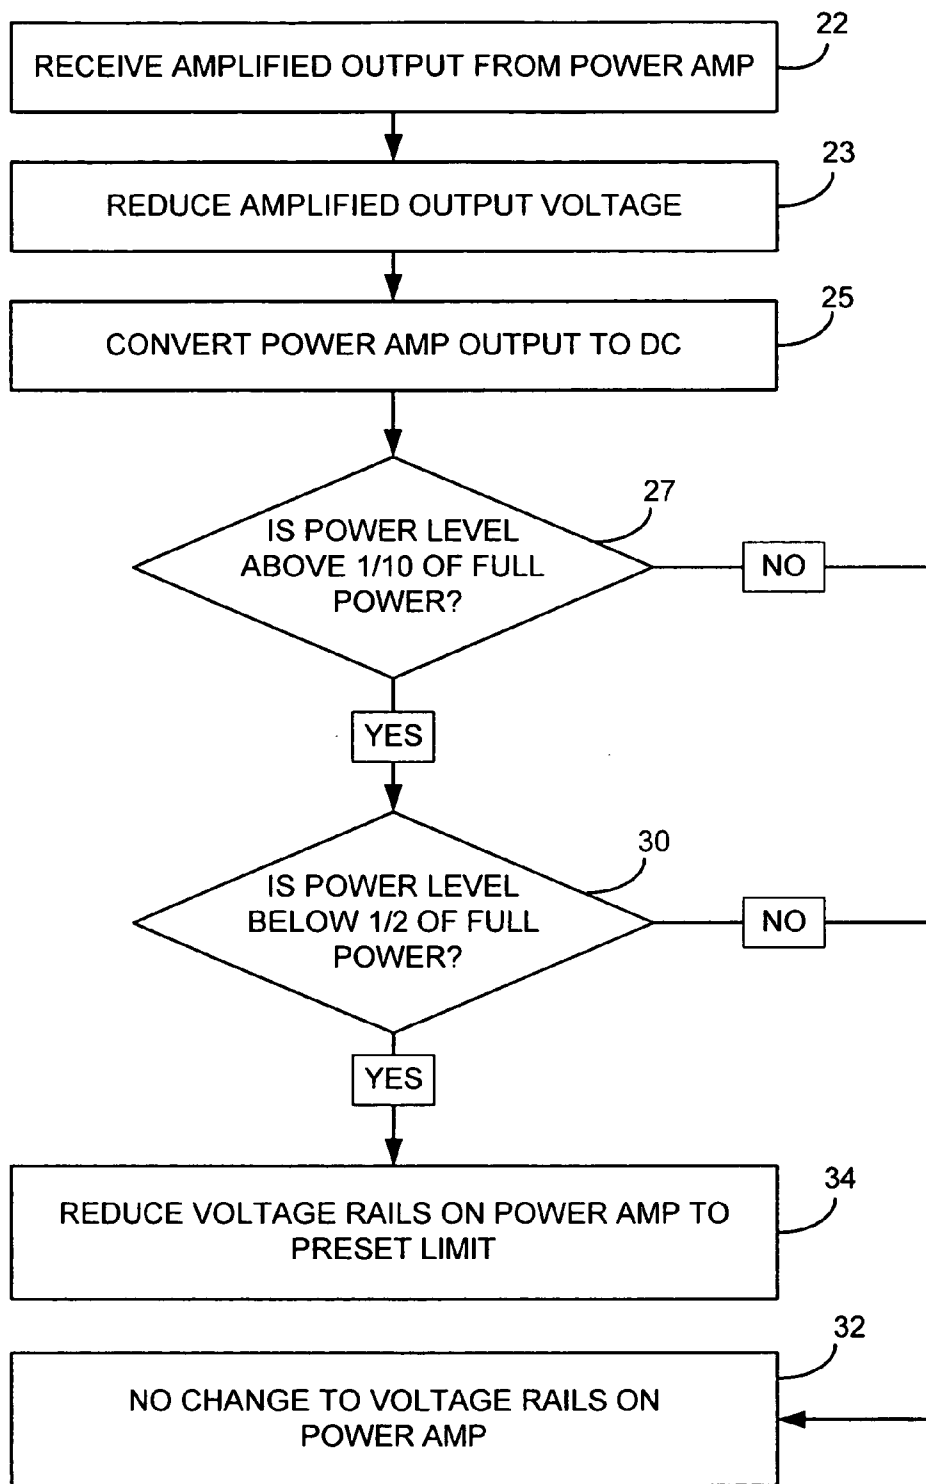 22
RECEIVE AMPLIFIED OUTPUT FROM POWER AMP
23
REDUCE AMPLIFIED OUTPUT VOLTAGE
25
CONVERT POWER AMP OUTPUT TO DC
27
IS POWER LEVEL
ABOVE 1/10 OF FULL
POWER?
NO
YES
30
IS POWER LEVEL
BELOW 1/2 OF FULL
POWER?
NO
YES
34
REDUCE VOLTAGE RAILS ON POWER AMP TO
PRESET LIMIT
32
NO CHANGE TO VOLTAGE RAILS ON
POWER AMP